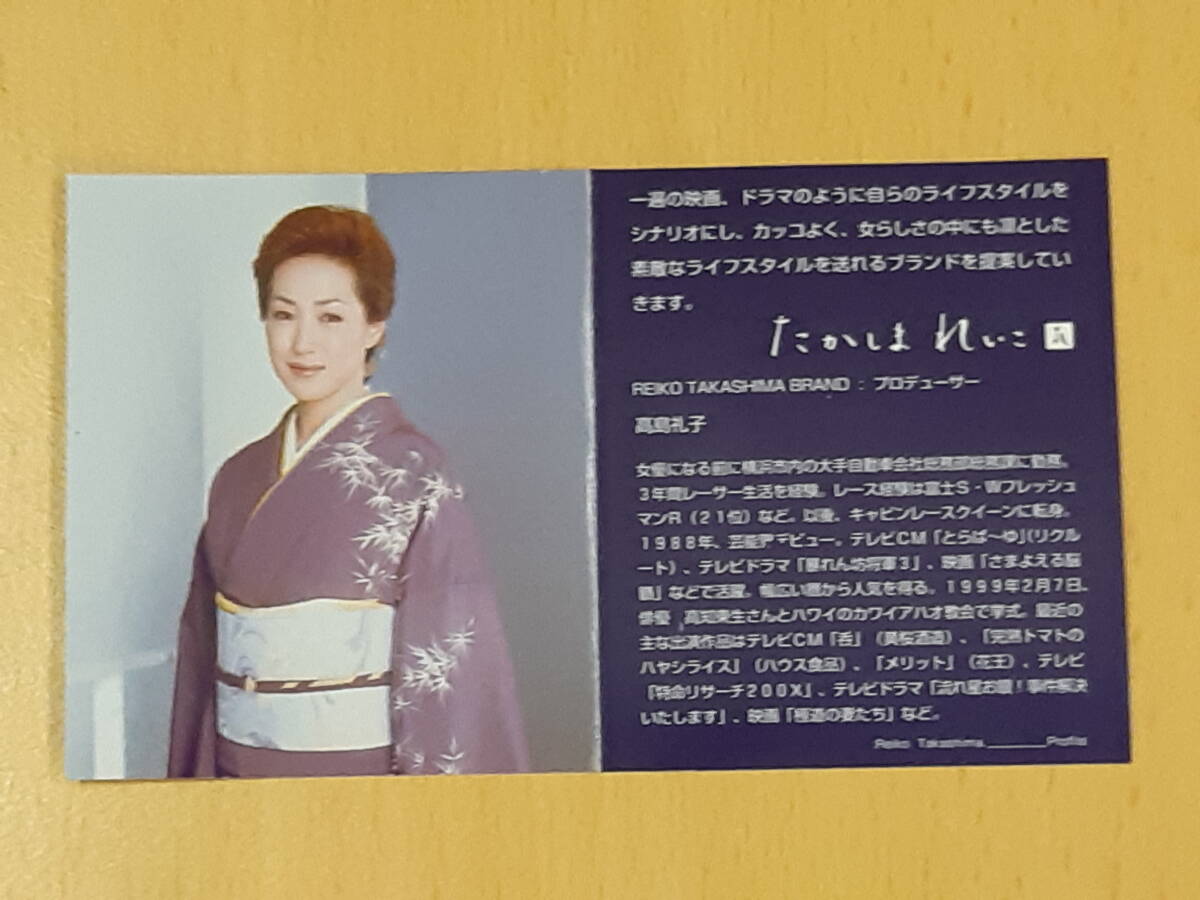 一遍の映画、ドラマのように自らのライフスタイルを
シナリオにし、カッコよく、女らしさの中にも凛とした
素敵なライフスタイルを送れるブランドを提案してい
きます。
たかしま れいこ
REIKO TAKASHIMA BRAND : プロデューサー
高島礼子
女優になる前に横浜市内の大手自動車会社総務部総務課に勤務。
3年間レーサー生活を経験。レース経験は富士S・Wフレッシュ
マンR(21位)など。以後、キャビンレースクイーンに転身。
1988年、芸能界デビュー。テレビCM「とらば〜ゆ」(リクル
ート)、テレビドラマ「暴れん坊将軍3」、映画「さまよえる脳
髄」などで活躍。幅広い層から人気を得る。1999年2月7日、
俳優 高知東生さんとハワイのカワイアハオ教会で挙式。最近の
主な出演作品はテレビCM「呑」(黄桜酒造)、「完熟トマトの
ハヤシライス」(ハウス食品)、「メリット」(花王)、テレビ
「特命リサーチ200X」、テレビドラマ「流れ星お銀!事件解決
いたします」、映画「極道の妻たち」など。
Reiko Takashima______Profile